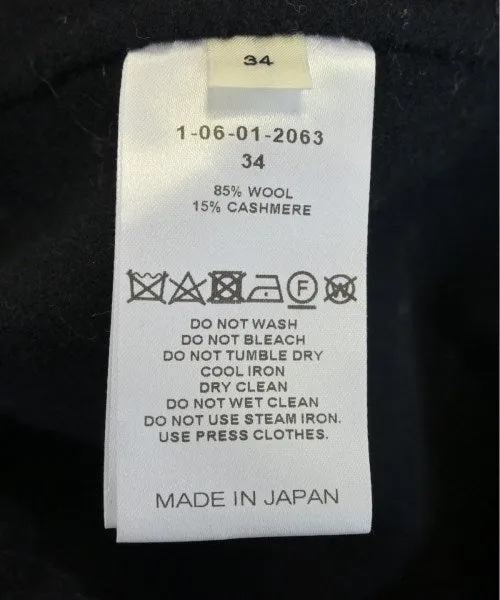 34
1-06-01-2063
34
85% WOOL
15% CASHMERE
F W
DO NOT WASH
DO NOT BLEACH
DO NOT TUMBLE DRY
COOL IRON
DRY CLEAN
DO NOT WET CLEAN
DO NOT USE STEAM IRON.
USE PRESS CLOTHES.
MADE IN JAPAN